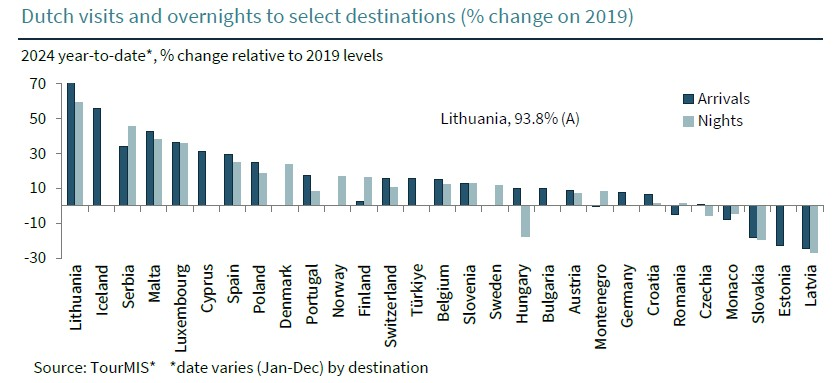 Dutch visits and overnights to select destinations (% change on 2019)
2024 year-to-date*, % change relative to 2019 levels
70
50
30
10
-10
-30
Lithuania, 93.8% (A)
Arrivals
Nights
Lithuania
Iceland
Serbia
Malta
Luxembourg
Cyprus
Spain
Poland
Denmark
Portugal
Norway
Finland
Switzerland
Türkiye
Belgium
Slovenia
Sweden
Hungary
Bulgaria
Austria
Montenegro
Germany
Croatia
Romania
Czechia
Monaco
Slovakia
Estonia
Latvia
Source: TourMIS* *date varies (Jan-Dec) by destination